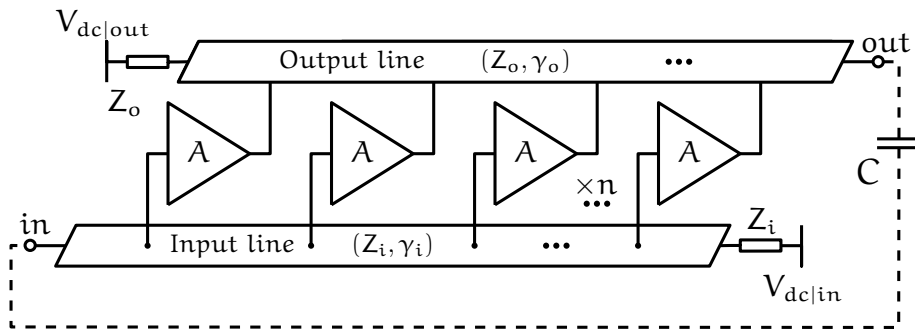 V_dc|out
out
Output line (Z_o, γ_o) •••
Z_o
A A A A
C
×n
•••
in
Input line (Z_i, γ_i) •••
Z_i
V_dc|in